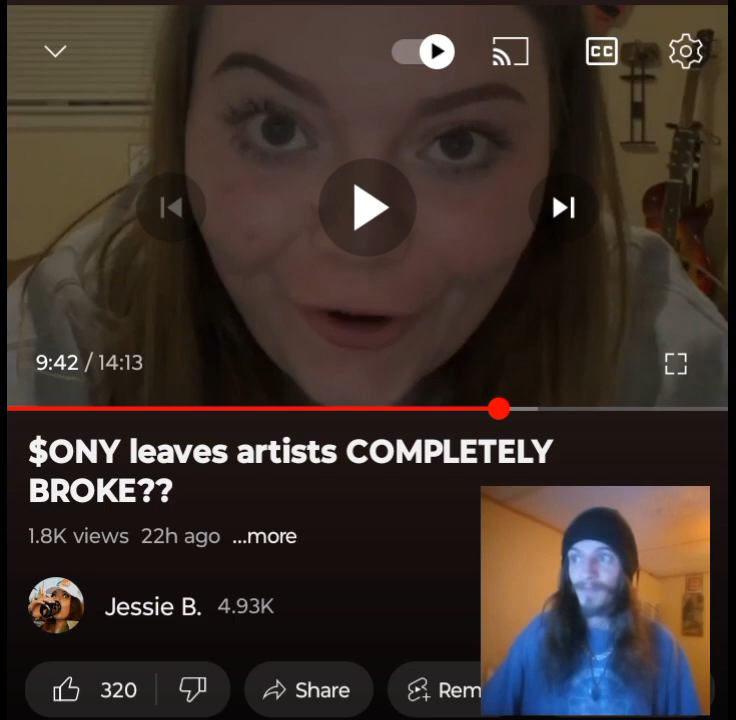 CC
9:42 / 14:13
$ONY leaves artists COMPLETELY
BROKE??
1.8K views 22h ago ...more
Jessie B. 4.93K
320 Share Rem